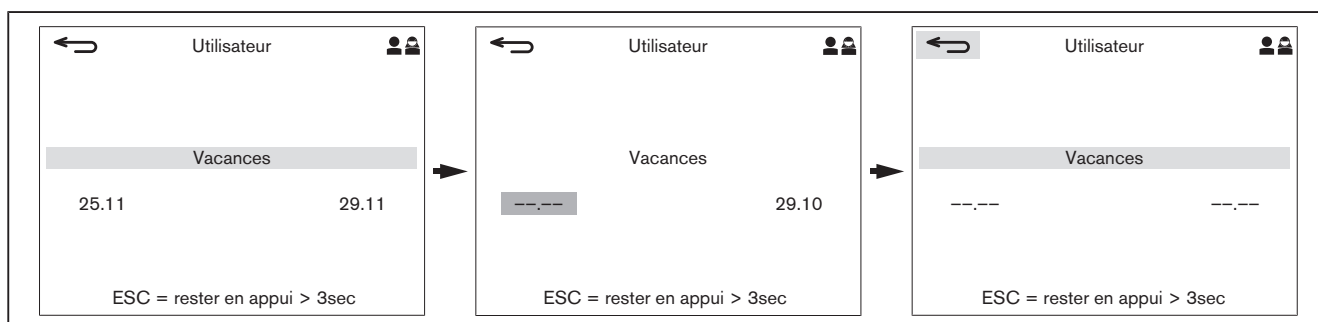 Utilisateur
Vacances
25.11 29.11
ESC = rester en appui > 3sec
Utilisateur
Vacances
––.–– 29.10
ESC = rester en appui > 3sec
Utilisateur
Vacances
––.–– ––.––
ESC = rester en appui > 3sec